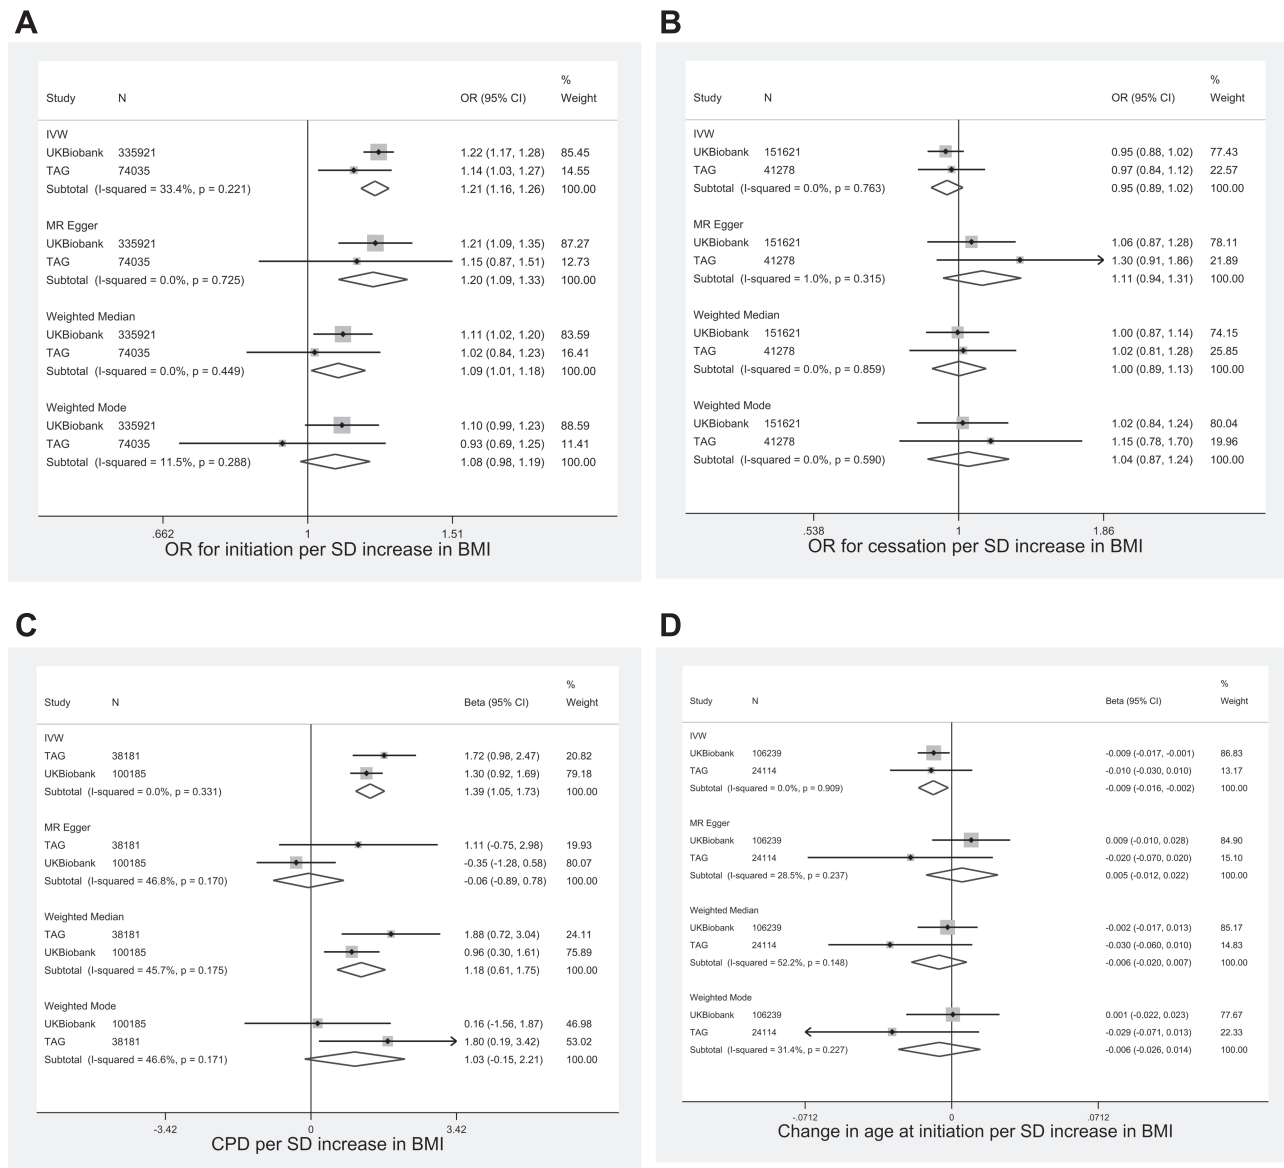 A
%
Study N OR (95% CI) Weight
IVW
UKBiobank 335921 1.22 (1.17, 1.28) 85.45
TAG 74035 1.14 (1.03, 1.27) 14.55
Subtotal (I-squared = 33.4%, p = 0.221) 1.21 (1.16, 1.26) 100.00
MR Egger
UKBiobank 335921 1.21 (1.09, 1.35) 87.27
TAG 74035 1.15 (0.87, 1.51) 12.73
Subtotal (I-squared = 0.0%, p = 0.725) 1.20 (1.09, 1.33) 100.00
Weighted Median
UKBiobank 335921 1.11 (1.02, 1.20) 83.59
TAG 74035 1.02 (0.84, 1.23) 16.41
Subtotal (I-squared = 0.0%, p = 0.449) 1.09 (1.01, 1.18) 100.00
Weighted Mode
UKBiobank 335921 1.10 (0.99, 1.23) 88.59
TAG 74035 0.93 (0.69, 1.25) 11.41
Subtotal (I-squared = 11.5%, p = 0.288) 1.08 (0.98, 1.19) 100.00
.662 1 1.51
OR for initiation per SD increase in BMI
B
%
Study N OR (95% CI) Weight
IVW
UKBiobank 151621 0.95 (0.88, 1.02) 77.43
TAG 41278 0.97 (0.84, 1.12) 22.57
Subtotal (I-squared = 0.0%, p = 0.763) 0.95 (0.89, 1.02) 100.00
MR Egger
UKBiobank 151621 1.06 (0.87, 1.28) 78.11
TAG 41278 1.30 (0.91, 1.86) 21.89
Subtotal (I-squared = 1.0%, p = 0.315) 1.11 (0.94, 1.31) 100.00
Weighted Median
UKBiobank 151621 1.00 (0.87, 1.14) 74.15
TAG 41278 1.02 (0.81, 1.28) 25.85
Subtotal (I-squared = 0.0%, p = 0.859) 1.00 (0.89, 1.13) 100.00
Weighted Mode
UKBiobank 151621 1.02 (0.84, 1.24) 80.04
TAG 41278 1.15 (0.78, 1.70) 19.96
Subtotal (I-squared = 0.0%, p = 0.590) 1.04 (0.87, 1.24) 100.00
.538 1 1.86
OR for cessation per SD increase in BMI
C
%
Study N Beta (95% CI) Weight
IVW
TAG 38181 1.72 (0.98, 2.47) 20.82
UKBiobank 100185 1.30 (0.92, 1.69) 79.18
Subtotal (I-squared = 0.0%, p = 0.331) 1.39 (1.05, 1.73) 100.00
MR Egger
TAG 38181 1.11 (-0.75, 2.98) 19.93
UKBiobank 100185 -0.35 (-1.28, 0.58) 80.07
Subtotal (I-squared = 46.8%, p = 0.170) -0.06 (-0.89, 0.78) 100.00
Weighted Median
TAG 38181 1.88 (0.72, 3.04) 24.11
UKBiobank 100185 0.96 (0.30, 1.61) 75.89
Subtotal (I-squared = 45.7%, p = 0.175) 1.18 (0.61, 1.75) 100.00
Weighted Mode
UKBiobank 100185 0.16 (-1.56, 1.87) 46.98
TAG 38181 1.80 (0.19, 3.42) 53.02
Subtotal (I-squared = 46.6%, p = 0.171) 1.03 (-0.15, 2.21) 100.00
-3.42 0 3.42
CPD per SD increase in BMI
D
%
Study N Beta (95% CI) Weight
IVW
UKBiobank 106239 -0.009 (-0.017, -0.001) 86.83
TAG 24114 -0.010 (-0.030, 0.010) 13.17
Subtotal (I-squared = 0.0%, p = 0.909) -0.009 (-0.016, -0.002) 100.00
MR Egger
UKBiobank 106239 0.009 (-0.010, 0.028) 84.90
TAG 24114 -0.020 (-0.070, 0.020) 15.10
Subtotal (I-squared = 28.5%, p = 0.237) 0.005 (-0.012, 0.022) 100.00
Weighted Median
UKBiobank 106239 -0.002 (-0.017, 0.013) 85.17
TAG 24114 -0.030 (-0.060, 0.010) 14.83
Subtotal (I-squared = 52.2%, p = 0.148) -0.006 (-0.020, 0.007) 100.00
Weighted Mode
UKBiobank 106239 0.001 (-0.022, 0.023) 77.67
TAG 24114 -0.029 (-0.071, 0.013) 22.33
Subtotal (I-squared = 31.4%, p = 0.227) -0.006 (-0.026, 0.014) 100.00
-.0712 0 .0712
Change in age at initiation per SD increase in BMI